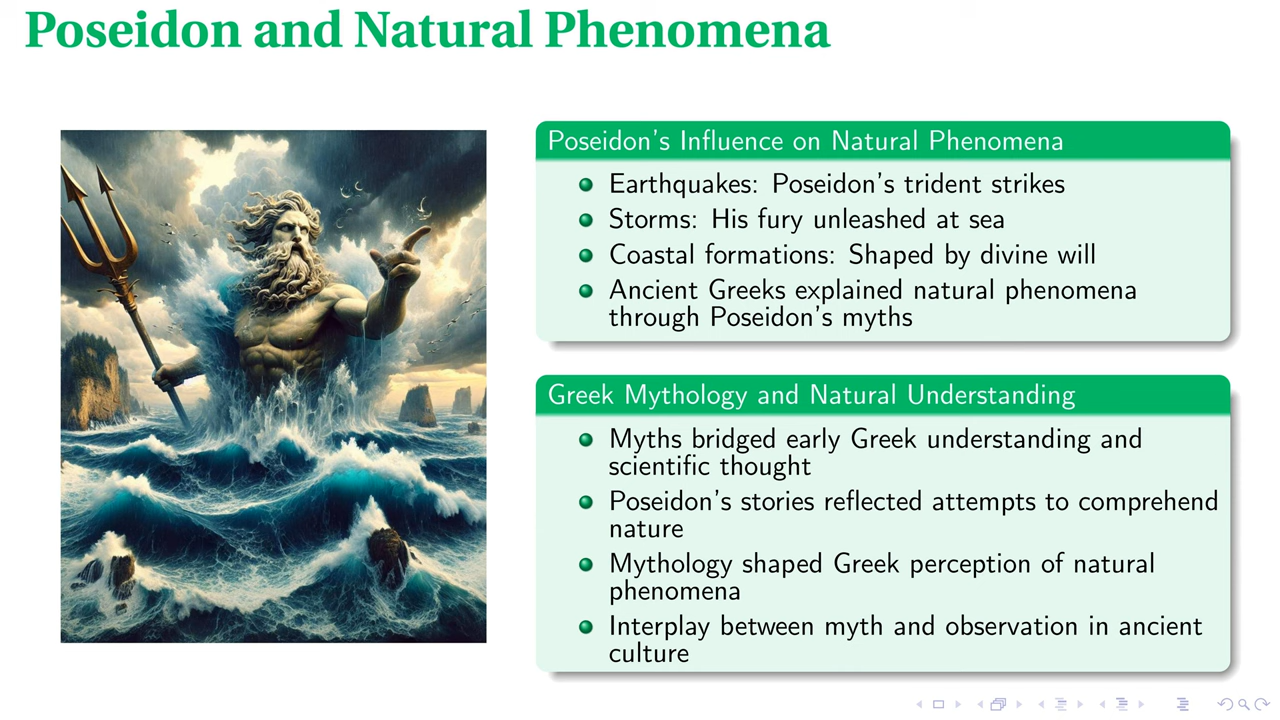 Poseidon and Natural Phenomena
Poseidon's Influence on Natural Phenomena
Earthquakes: Poseidon's trident strikes
Storms: His fury unleashed at sea
Coastal formations: Shaped by divine will
Ancient Greeks explained natural phenomena
through Poseidon's myths
Greek Mythology and Natural Understanding
Myths bridged early Greek understanding and
scientific thought
Poseidon's stories reflected attempts to comprehend
nature
Mythology shaped Greek perception of natural
phenomena
Interplay between myth and observation in ancient
culture